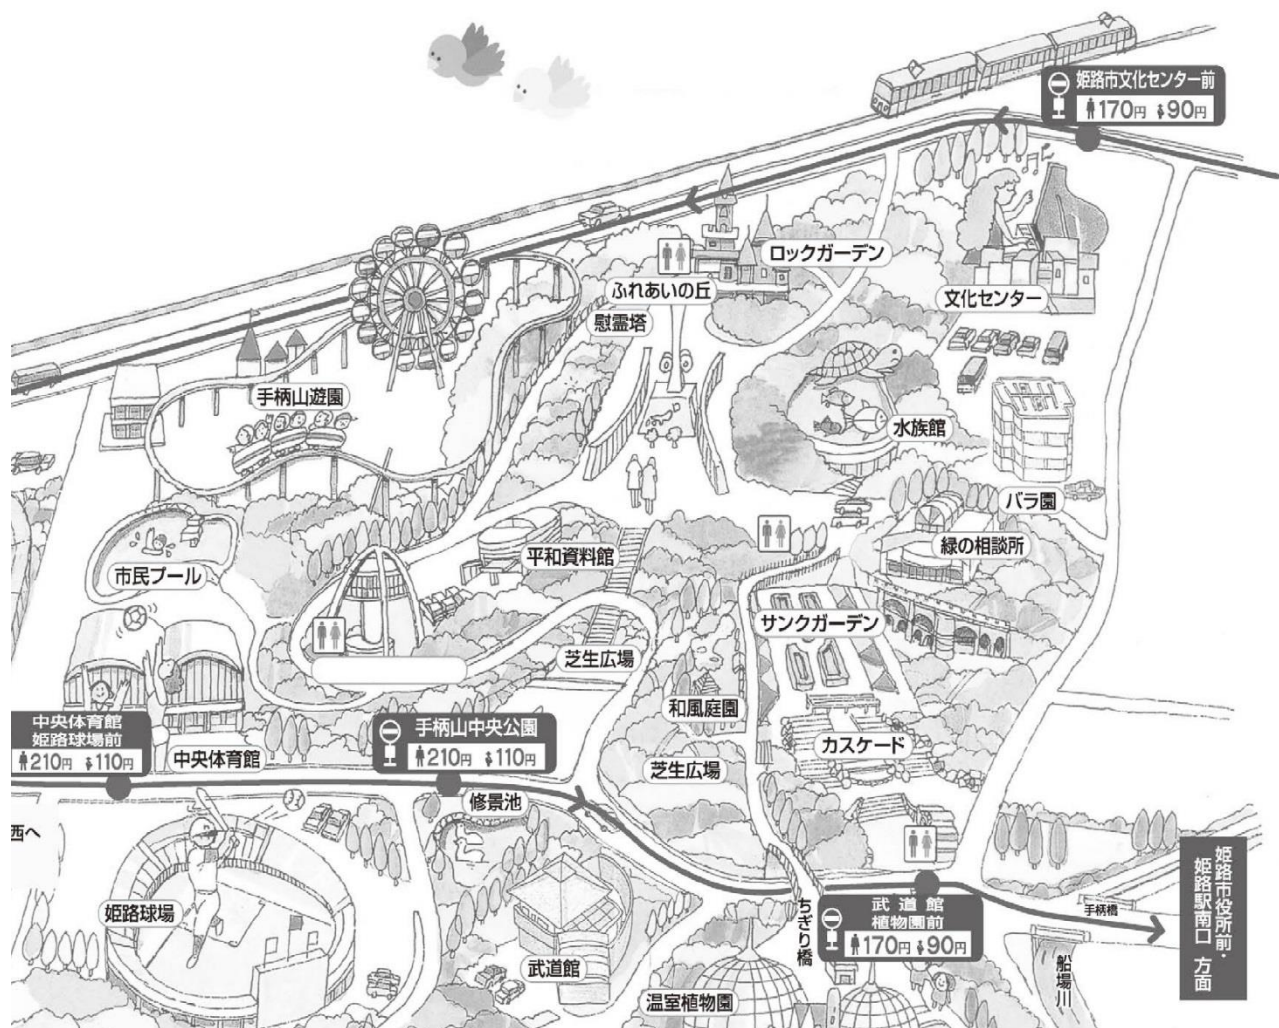 姫路市文化センター前
170円 90円
ロックガーデン
ふれあいの丘
文化センター
慰霊塔
手柄山遊園
水族館
バラ園
緑の相談所
平和資料館
市民プール
サンクガーデン
芝生広場
和風庭園
中央体育館
姫路球場前
210円 110円
手柄山中央公園
210円 110円
カスケード
中央体育館
芝生広場
修景池
西へ
姫路球場
武道館
植物園前
170円 90円
ちぎり橋
手柄橋
姫路市役所前・
姫路駅南口 方面
船場川
武道館
温室植物園